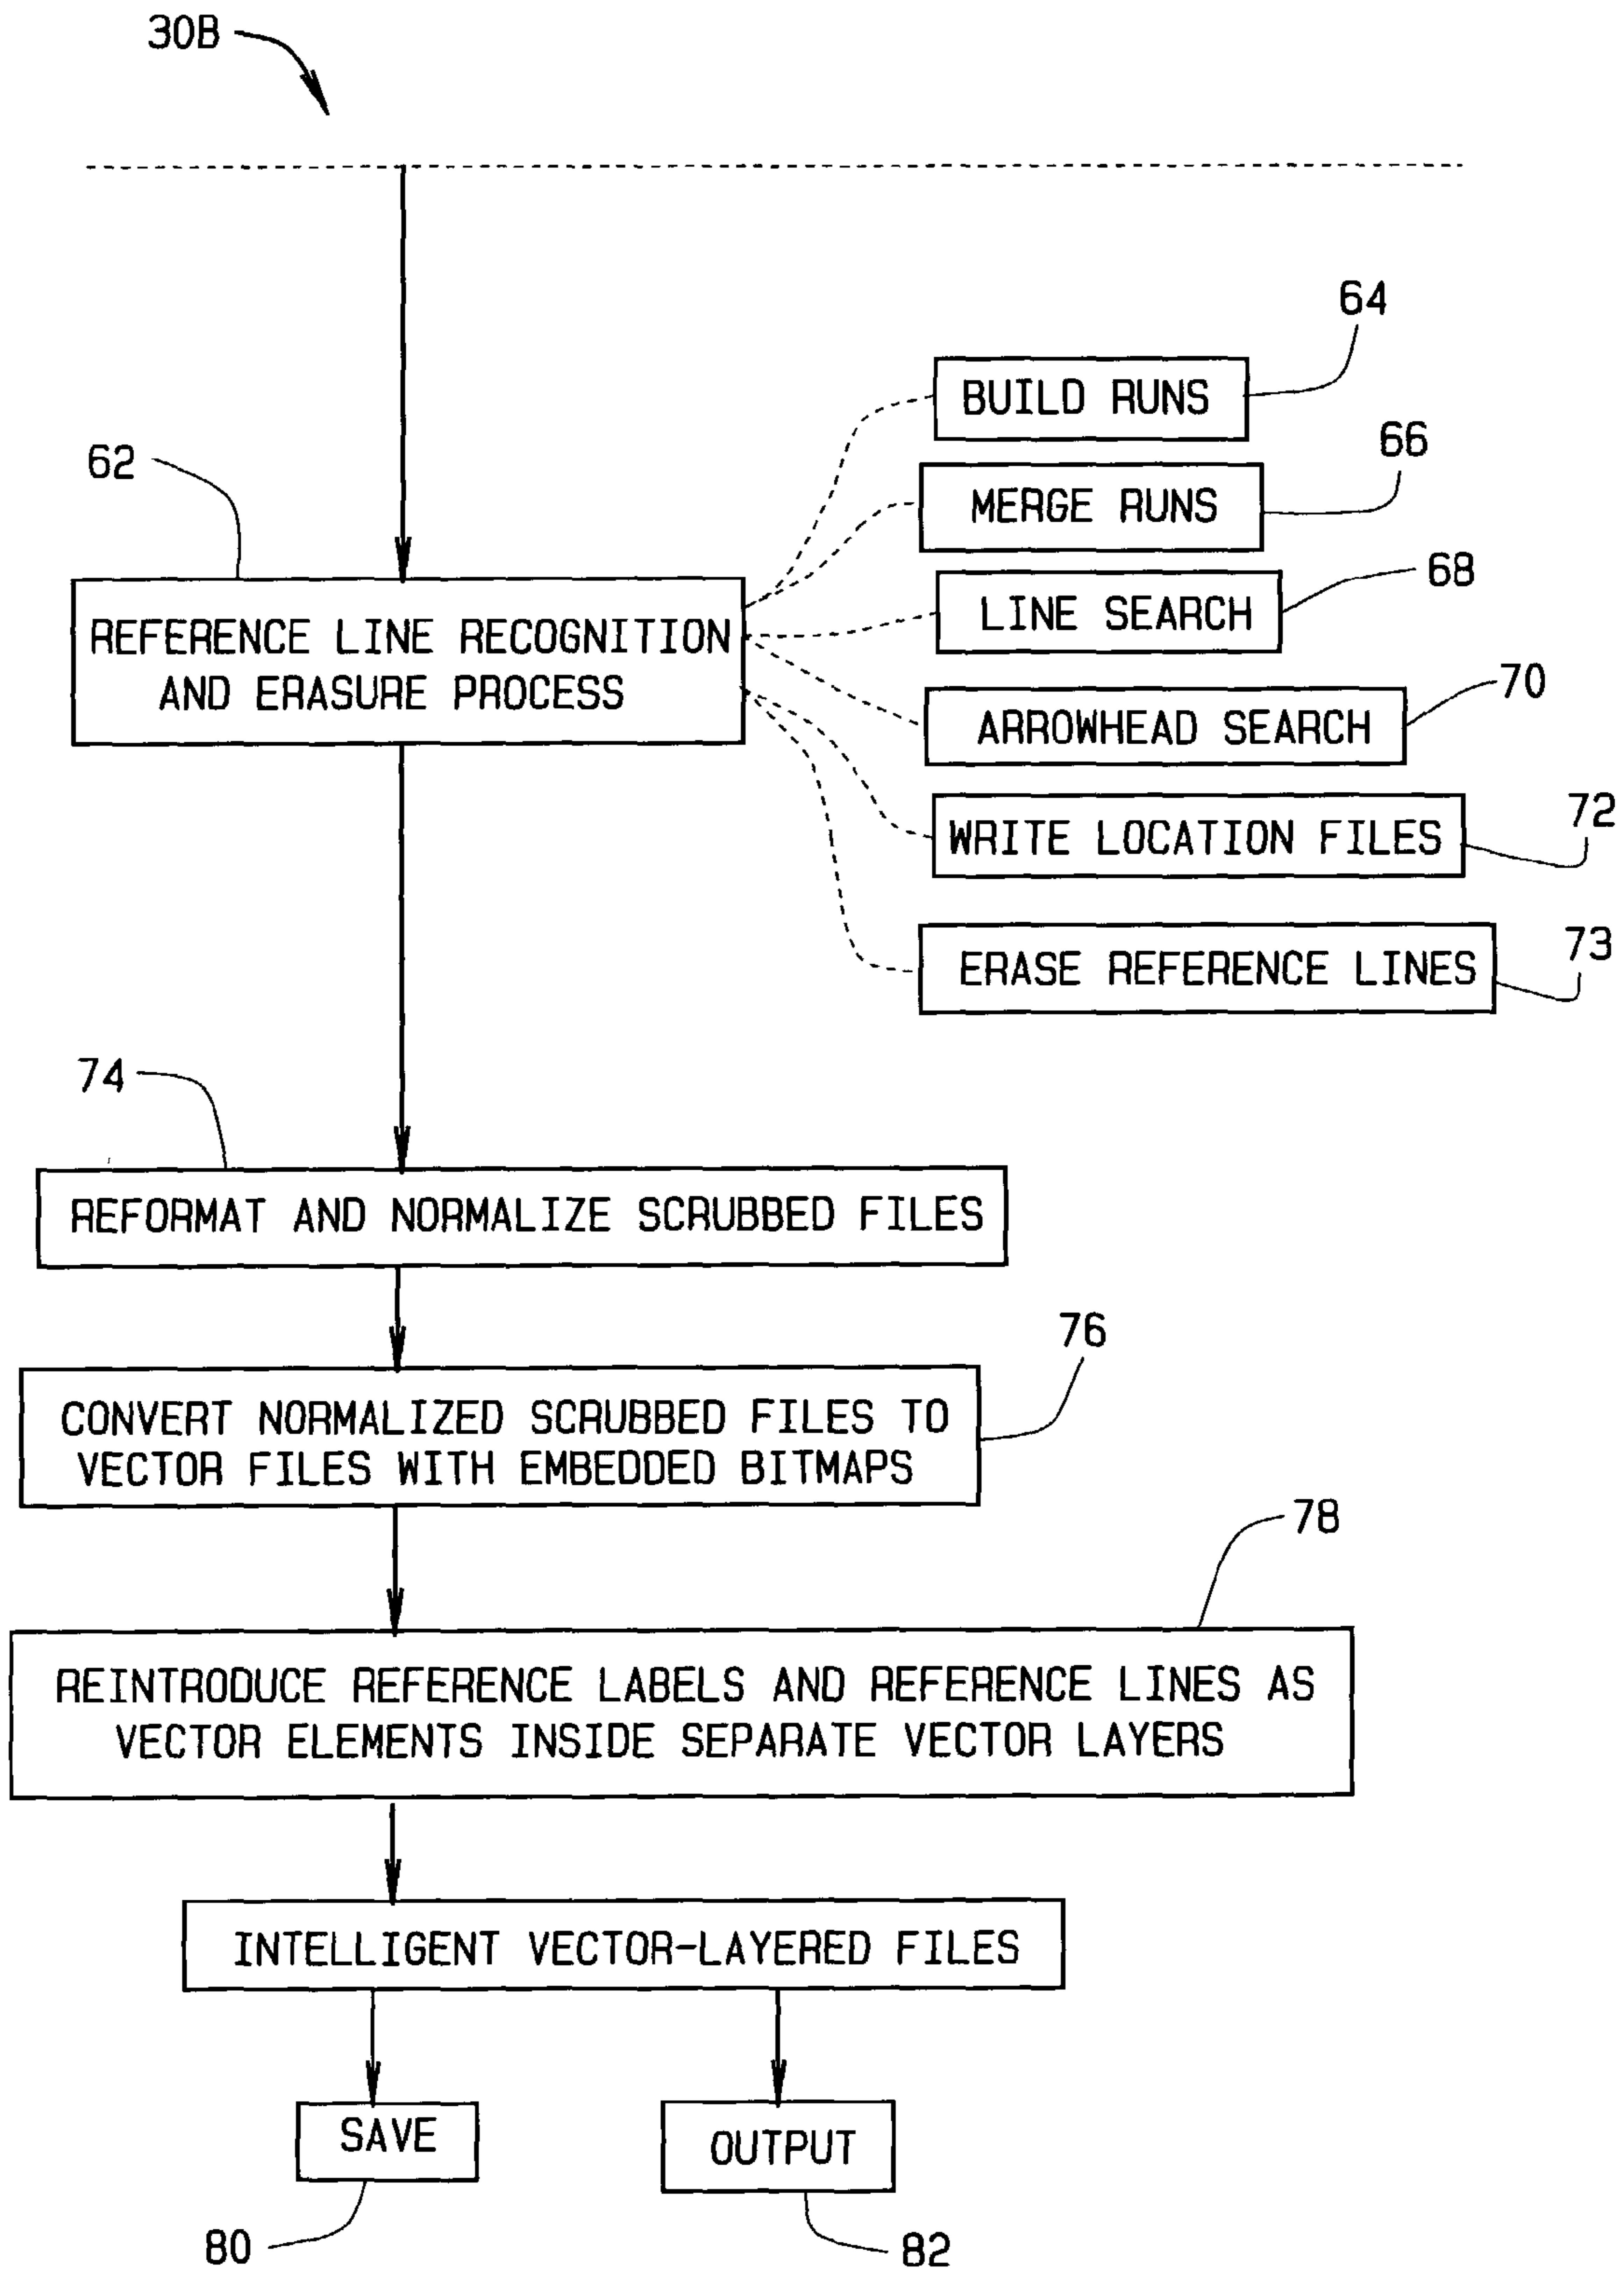 30B
64
BUILD RUNS
66
MERGE RUNS
62
68
LINE SEARCH
REFERENCE LINE RECOGNITION
AND ERASURE PROCESS
70
ARROWHEAD SEARCH
72
WRITE LOCATION FILES
73
ERASE REFERENCE LINES
74
REFORMAT AND NORMALIZE SCRUBBED FILES
76
CONVERT NORMALIZED SCRUBBED FILES TO
VECTOR FILES WITH EMBEDDED BITMAPS
78
REINTRODUCE REFERENCE LABELS AND REFERENCE LINES AS
VECTOR ELEMENTS INSIDE SEPARATE VECTOR LAYERS
INTELLIGENT VECTOR-LAYERED FILES
SAVE
OUTPUT
80
82